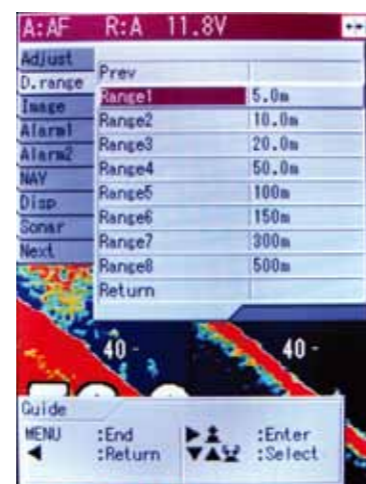 A:AF R:A 11.8V
Adjust
D.range
Image
Alarm1
Alarm2
NAV
Disp
Sonar
Next
Prev
Range1 5.0m
Range2 10.0m
Range3 20.0m
Range4 50.0m
Range5 100m
Range6 150m
Range7 300m
Range8 500m
Return
40 - 40 -
Guide
MENU :End :Enter
◀ :Return ▼▲ :Select